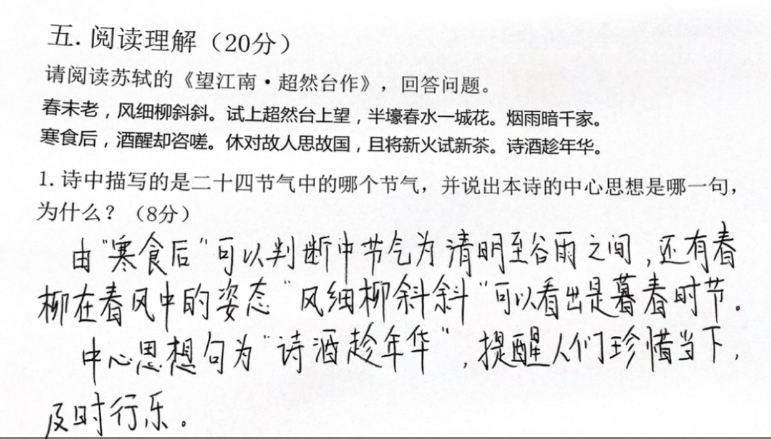 五. 阅读理解（20分）
请阅读苏轼的《望江南·超然台作》，回答问题。
春未老，风细柳斜斜。试上超然台上望，半壕春水一城花。烟雨暗千家。
寒食后，酒醒却咨嗟。休对故人思故国，且将新火试新茶。诗酒趁年华。
1. 诗中描写的是二十四节气中的哪个节气，并说出本诗的中心思想是哪一句，
为什么？（8分）
由“寒食后”可以判断中节气为清明至谷雨之间，还有春
柳在春风中的姿态“风细柳斜斜”可以看出是暮春时节。
中心思想句为“诗酒趁年华”，提醒人们珍惜当下，
及时行乐。